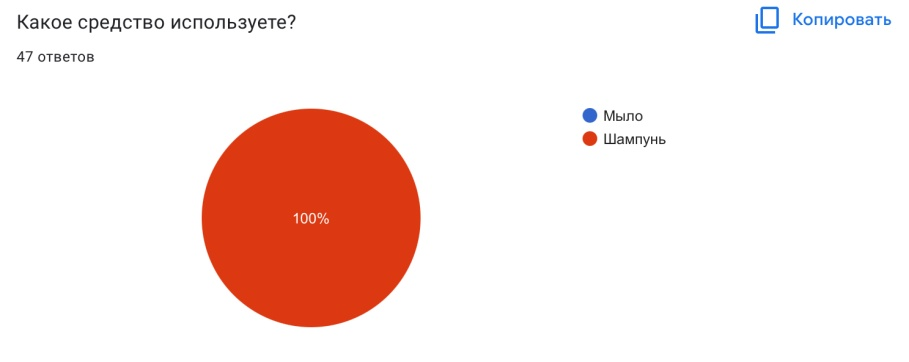 Какое средство используете?
Копировать
47 ответов
Мыло
Шампунь
100%